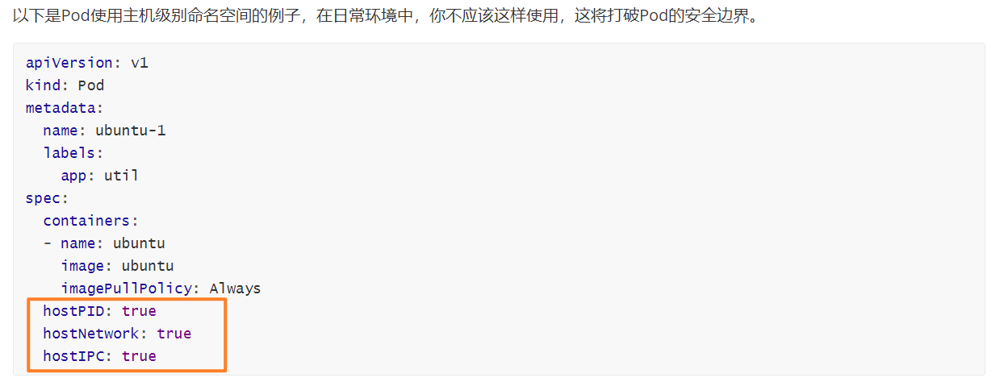 以下是Pod使用主机级别命名空间的例子，在日常环境中，你不应该这样使用，这将打破Pod的安全边界。
apiVersion: v1
kind: Pod
metadata:
  name: ubuntu-1
  labels:
    app: util
spec:
  containers:
  - name: ubuntu
    image: ubuntu
    imagePullPolicy: Always
  hostPID: true
  hostNetwork: true
  hostIPC: true